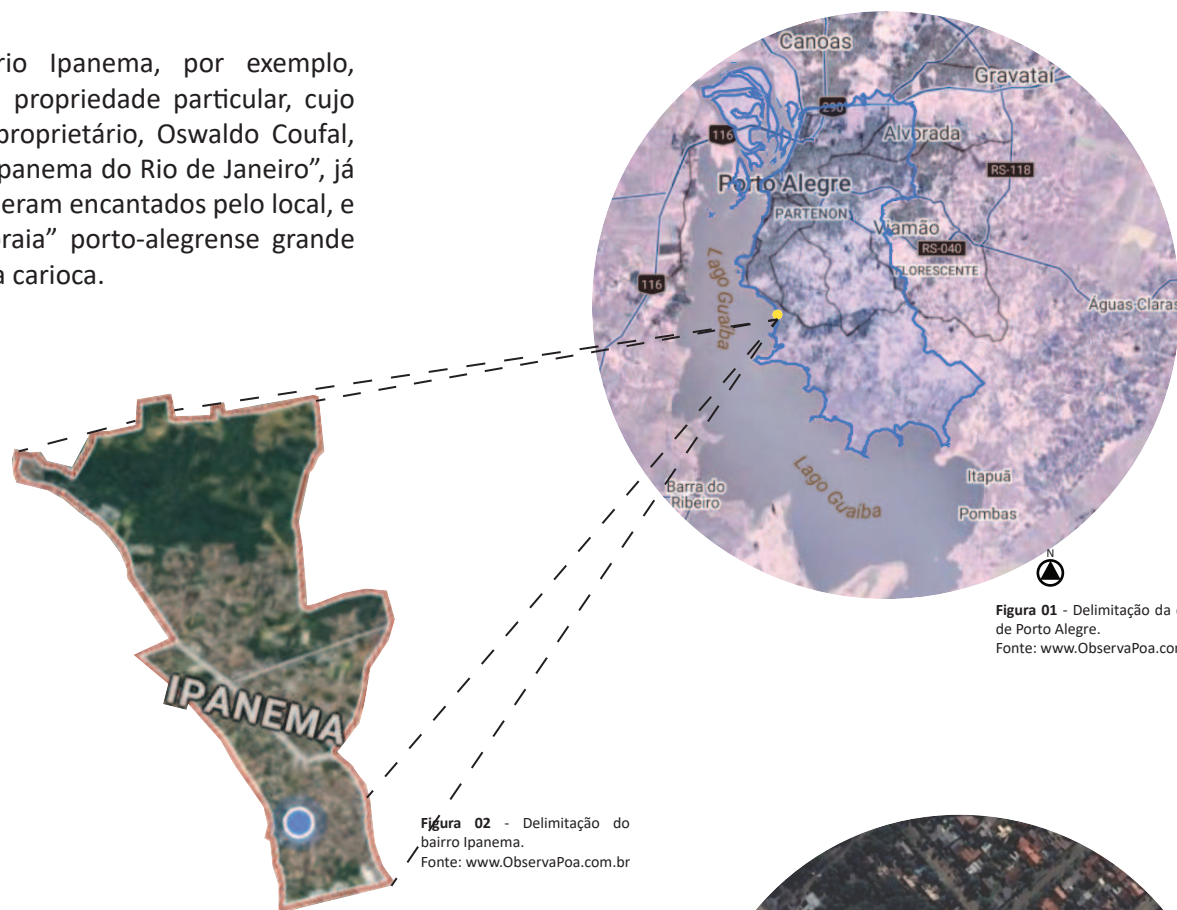 rio Ipanema, por exemplo,
propriedade particular, cujo
proprietário, Oswaldo Coufal,
panema do Rio de Janeiro”, já
eram encantados pelo local, e
praia” porto-alegrense grande
a carioca.
Canoas
Gravataí
290
116
Alvorada
RS-118
Porto Alegre
PARTENON
Viamão
RS-040
FLORESCENTE
116
Lago Guaíba
Águas Claras
Lago Guaíba
Itapuã
Barra do
Ribeiro
Pombas
N
Figura 01 - Delimitação da
de Porto Alegre.
Fonte: www.ObservaPoa.com
IPANEMA
Figura 02 - Delimitação do
bairro Ipanema.
Fonte: www.ObservaPoa.com.br